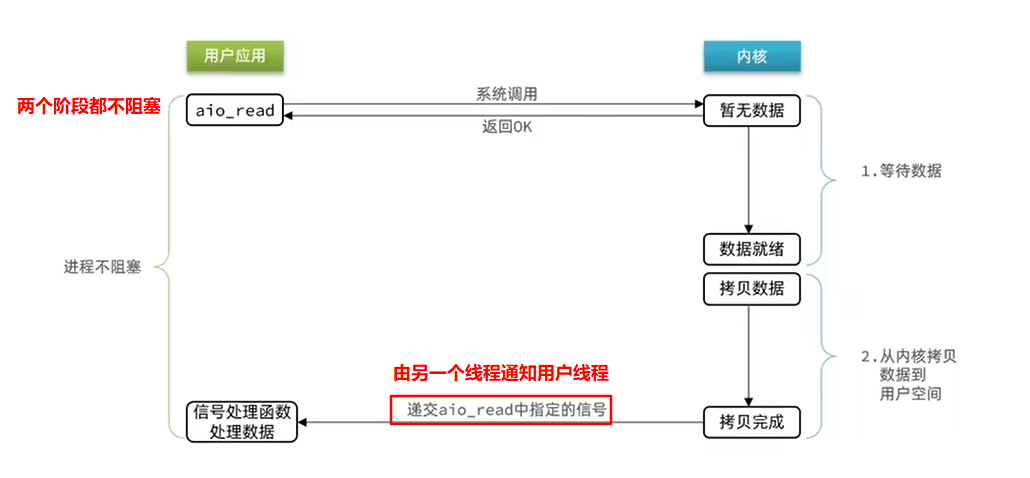 用户应用
内核
两个阶段都不阻塞
aio_read
系统调用
返回OK
暂无数据
1.等待数据
数据就绪
进程不阻塞
拷贝数据
2.从内核拷贝
数据到
用户空间
由另一个线程通知用户线程
递交aio_read中指定的信号
信号处理函数
处理数据
拷贝完成